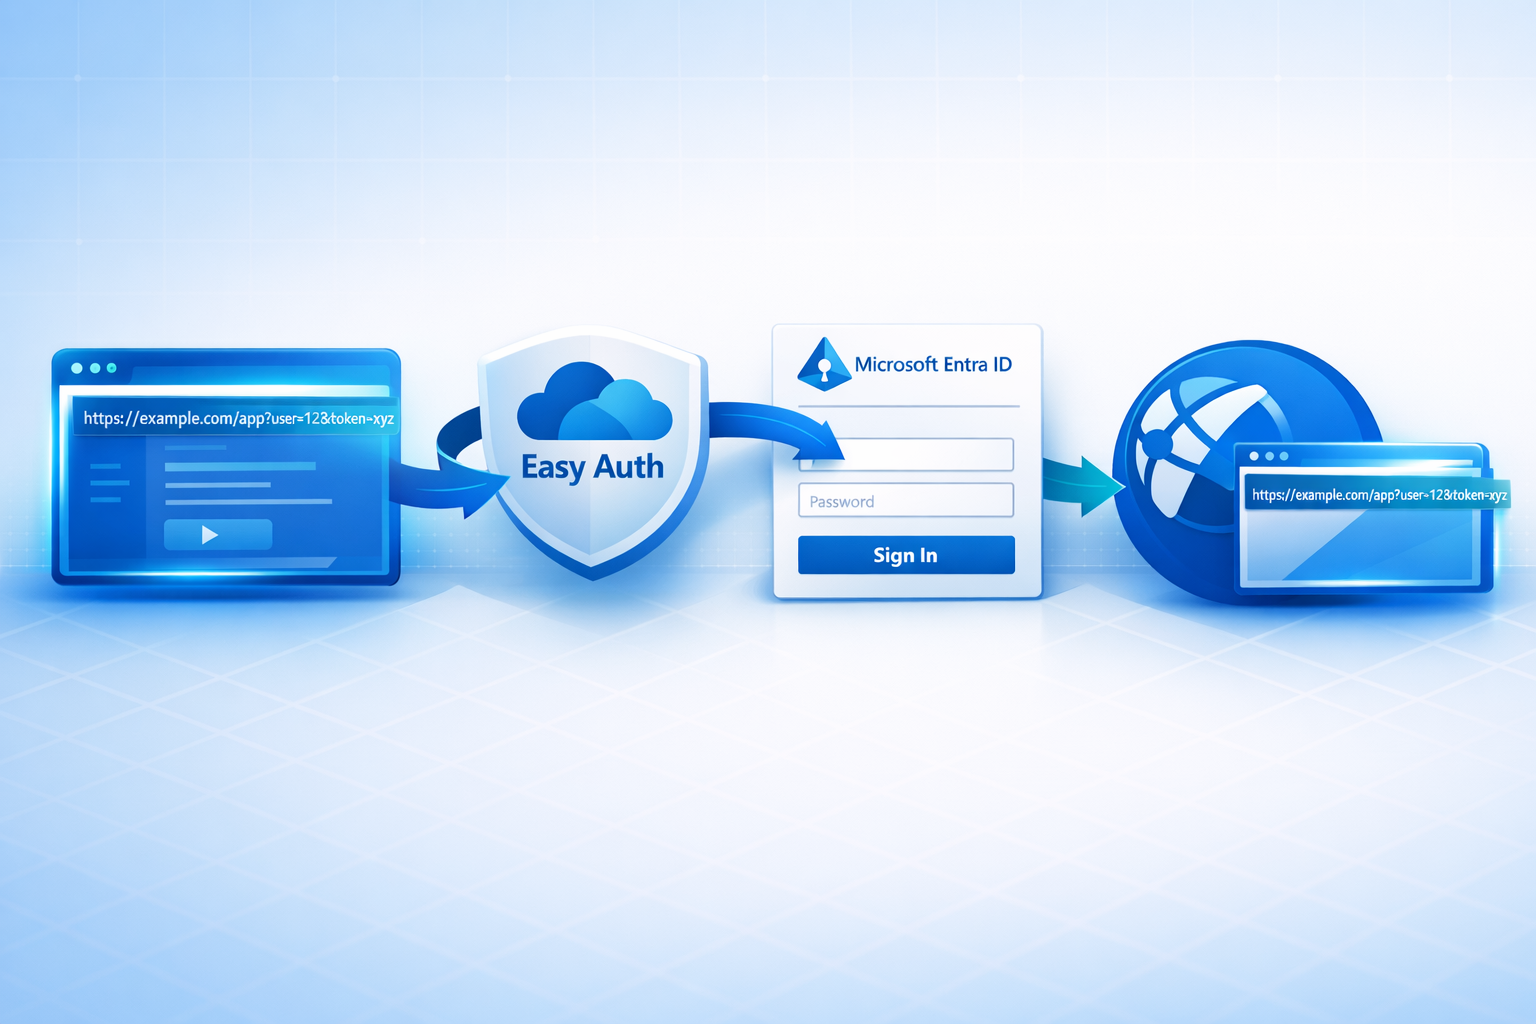 https://example.com/app?user=12&token=xyz
Easy Auth
Microsoft Entra ID
Password
Sign In
https://example.com/app?user=12&token=xyz